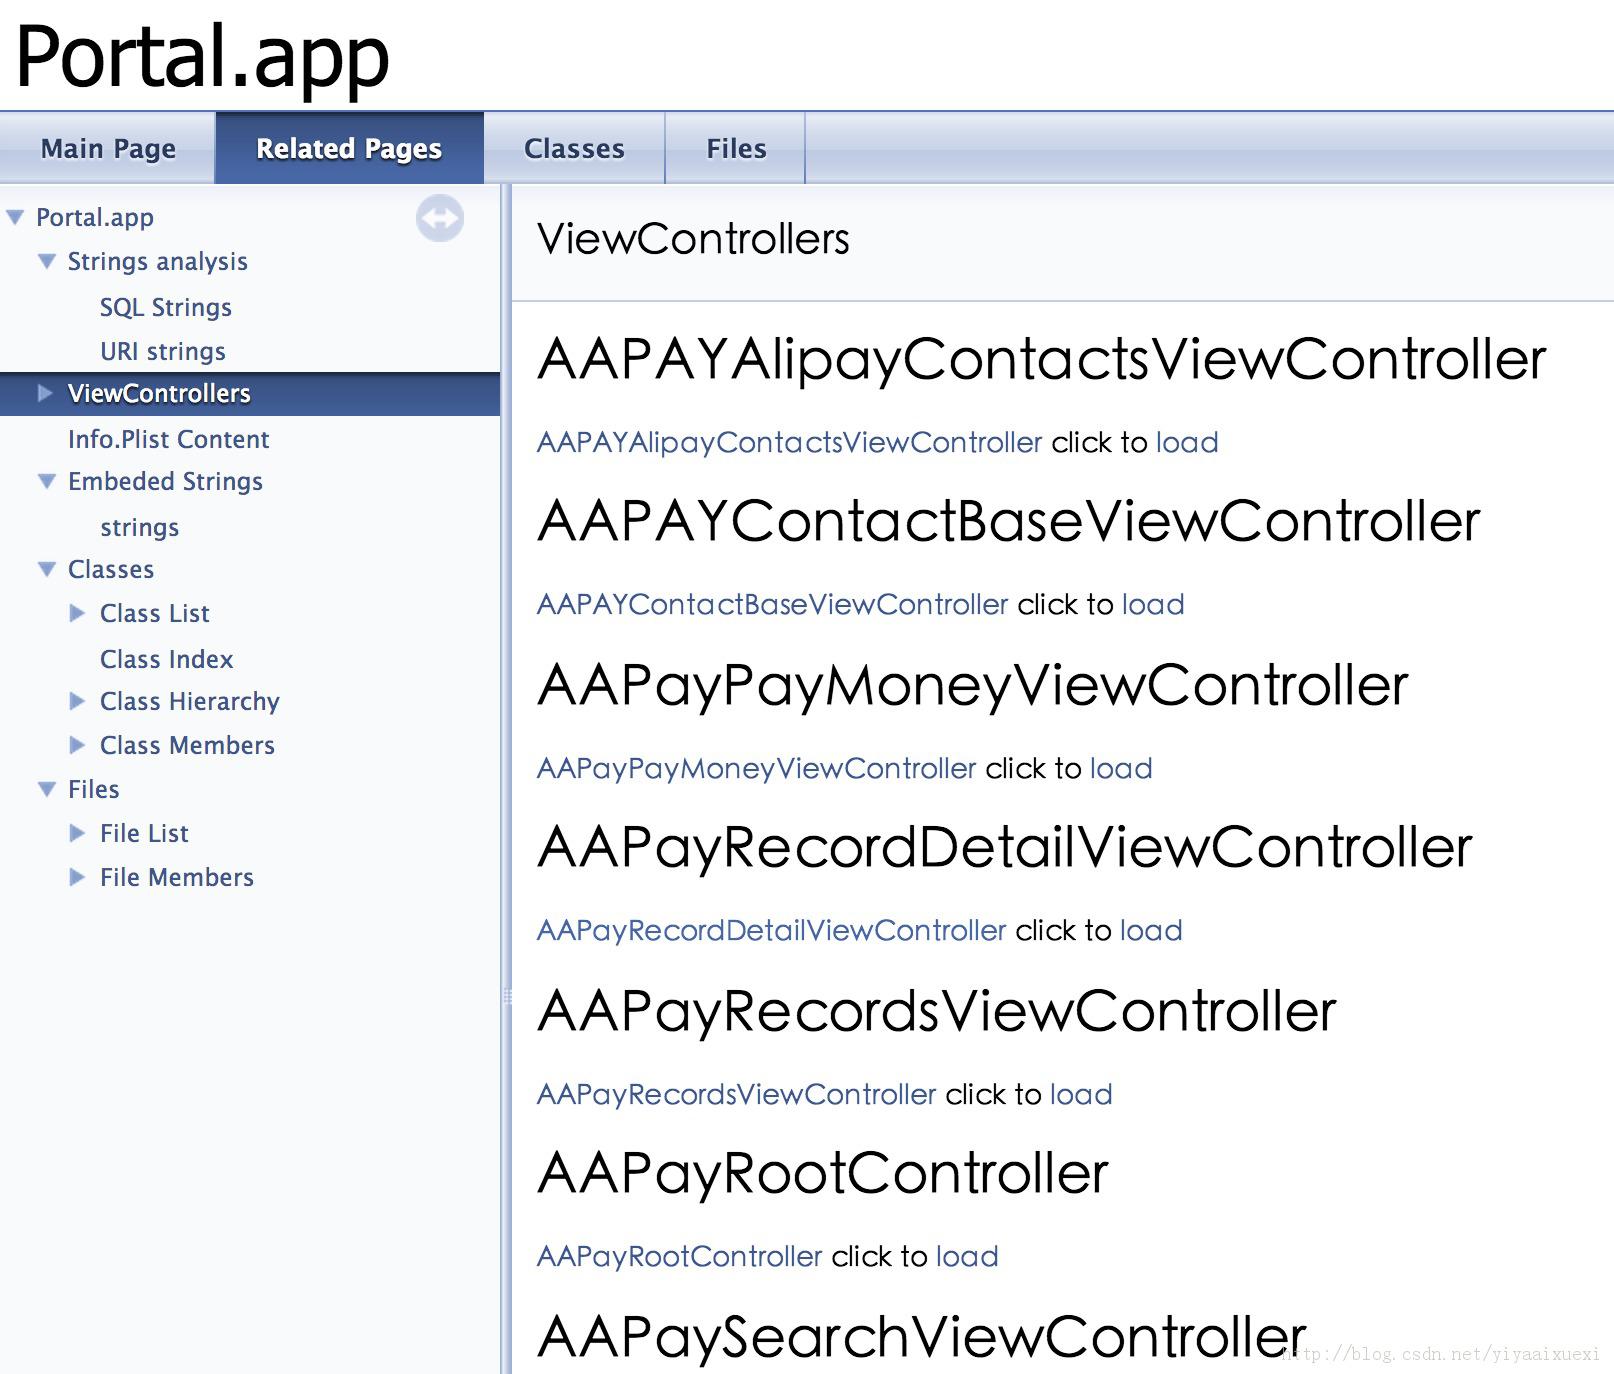 Portal.app
Main Page
Related Pages
Classes
Files
Portal.app
Strings analysis
SQL Strings
URI strings
ViewControllers
Info.Plist Content
Embeded Strings
strings
Classes
Class List
Class Index
Class Hierarchy
Class Members
Files
File List
File Members
ViewControllers
AAPAYAlipayContactsViewController
AAPAYAlipayContactsViewController click to load
AAPAYContactBaseViewController
AAPAYContactBaseViewController click to load
AAPayPayMoneyViewController
AAPayPayMoneyViewController click to load
AAPayRecordDetailViewController
AAPayRecordDetailViewController click to load
AAPayRecordsViewController
AAPayRecordsViewController click to load
AAPayRootController
AAPayRootController click to load
AAPaySearchViewController
http://blog.csdn.net/yiyaaixuexi